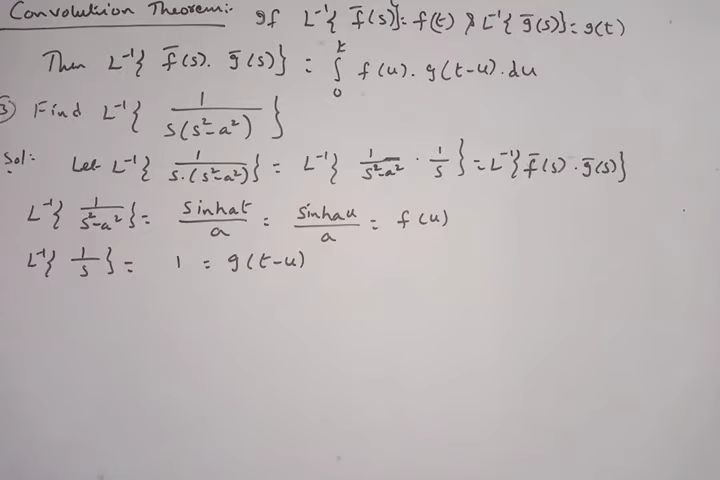 Convolution Theorem:- If L⁻¹{f̅(s)} = f(t) & L⁻¹{g̅(s)} = g(t)
Then L⁻¹{f̅(s). g̅(s)} = ∫₀ᵗ f(u). g(t-u). du
③ Find L⁻¹{1/(s(s²-a²))}
Sol:- Let L⁻¹{1/(s.(s²-a²))} = L⁻¹{1/(s²-a²) · 1/s} = L⁻¹{f̅(s) · g̅(s)}
L⁻¹{1/(s²-a²)} = sinhat/a = sinhau/a = f(u)
L⁻¹{1/s} = 1 = g(t-u)